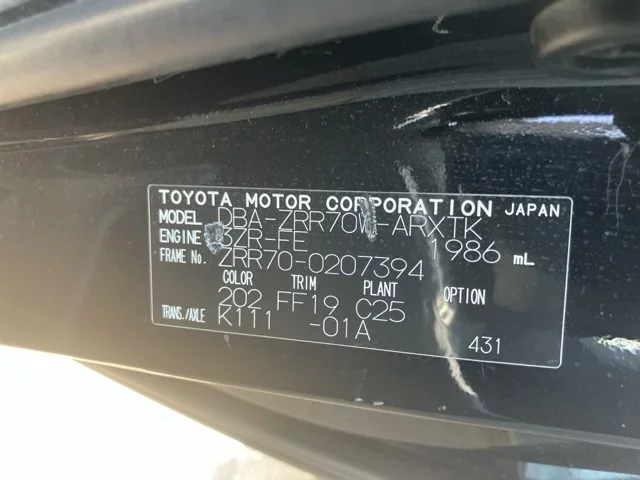 TOYOTA MOTOR CORPORATION JAPAN
MODEL DBA-ZRR70W-ARXTK
ENGINE 3ZR-FE 1986 mL
FRAME No. ZRR70-0207394
COLOR TRIM PLANT OPTION
202 FF19 C25
TRANS./AXLE K111 -01A
431